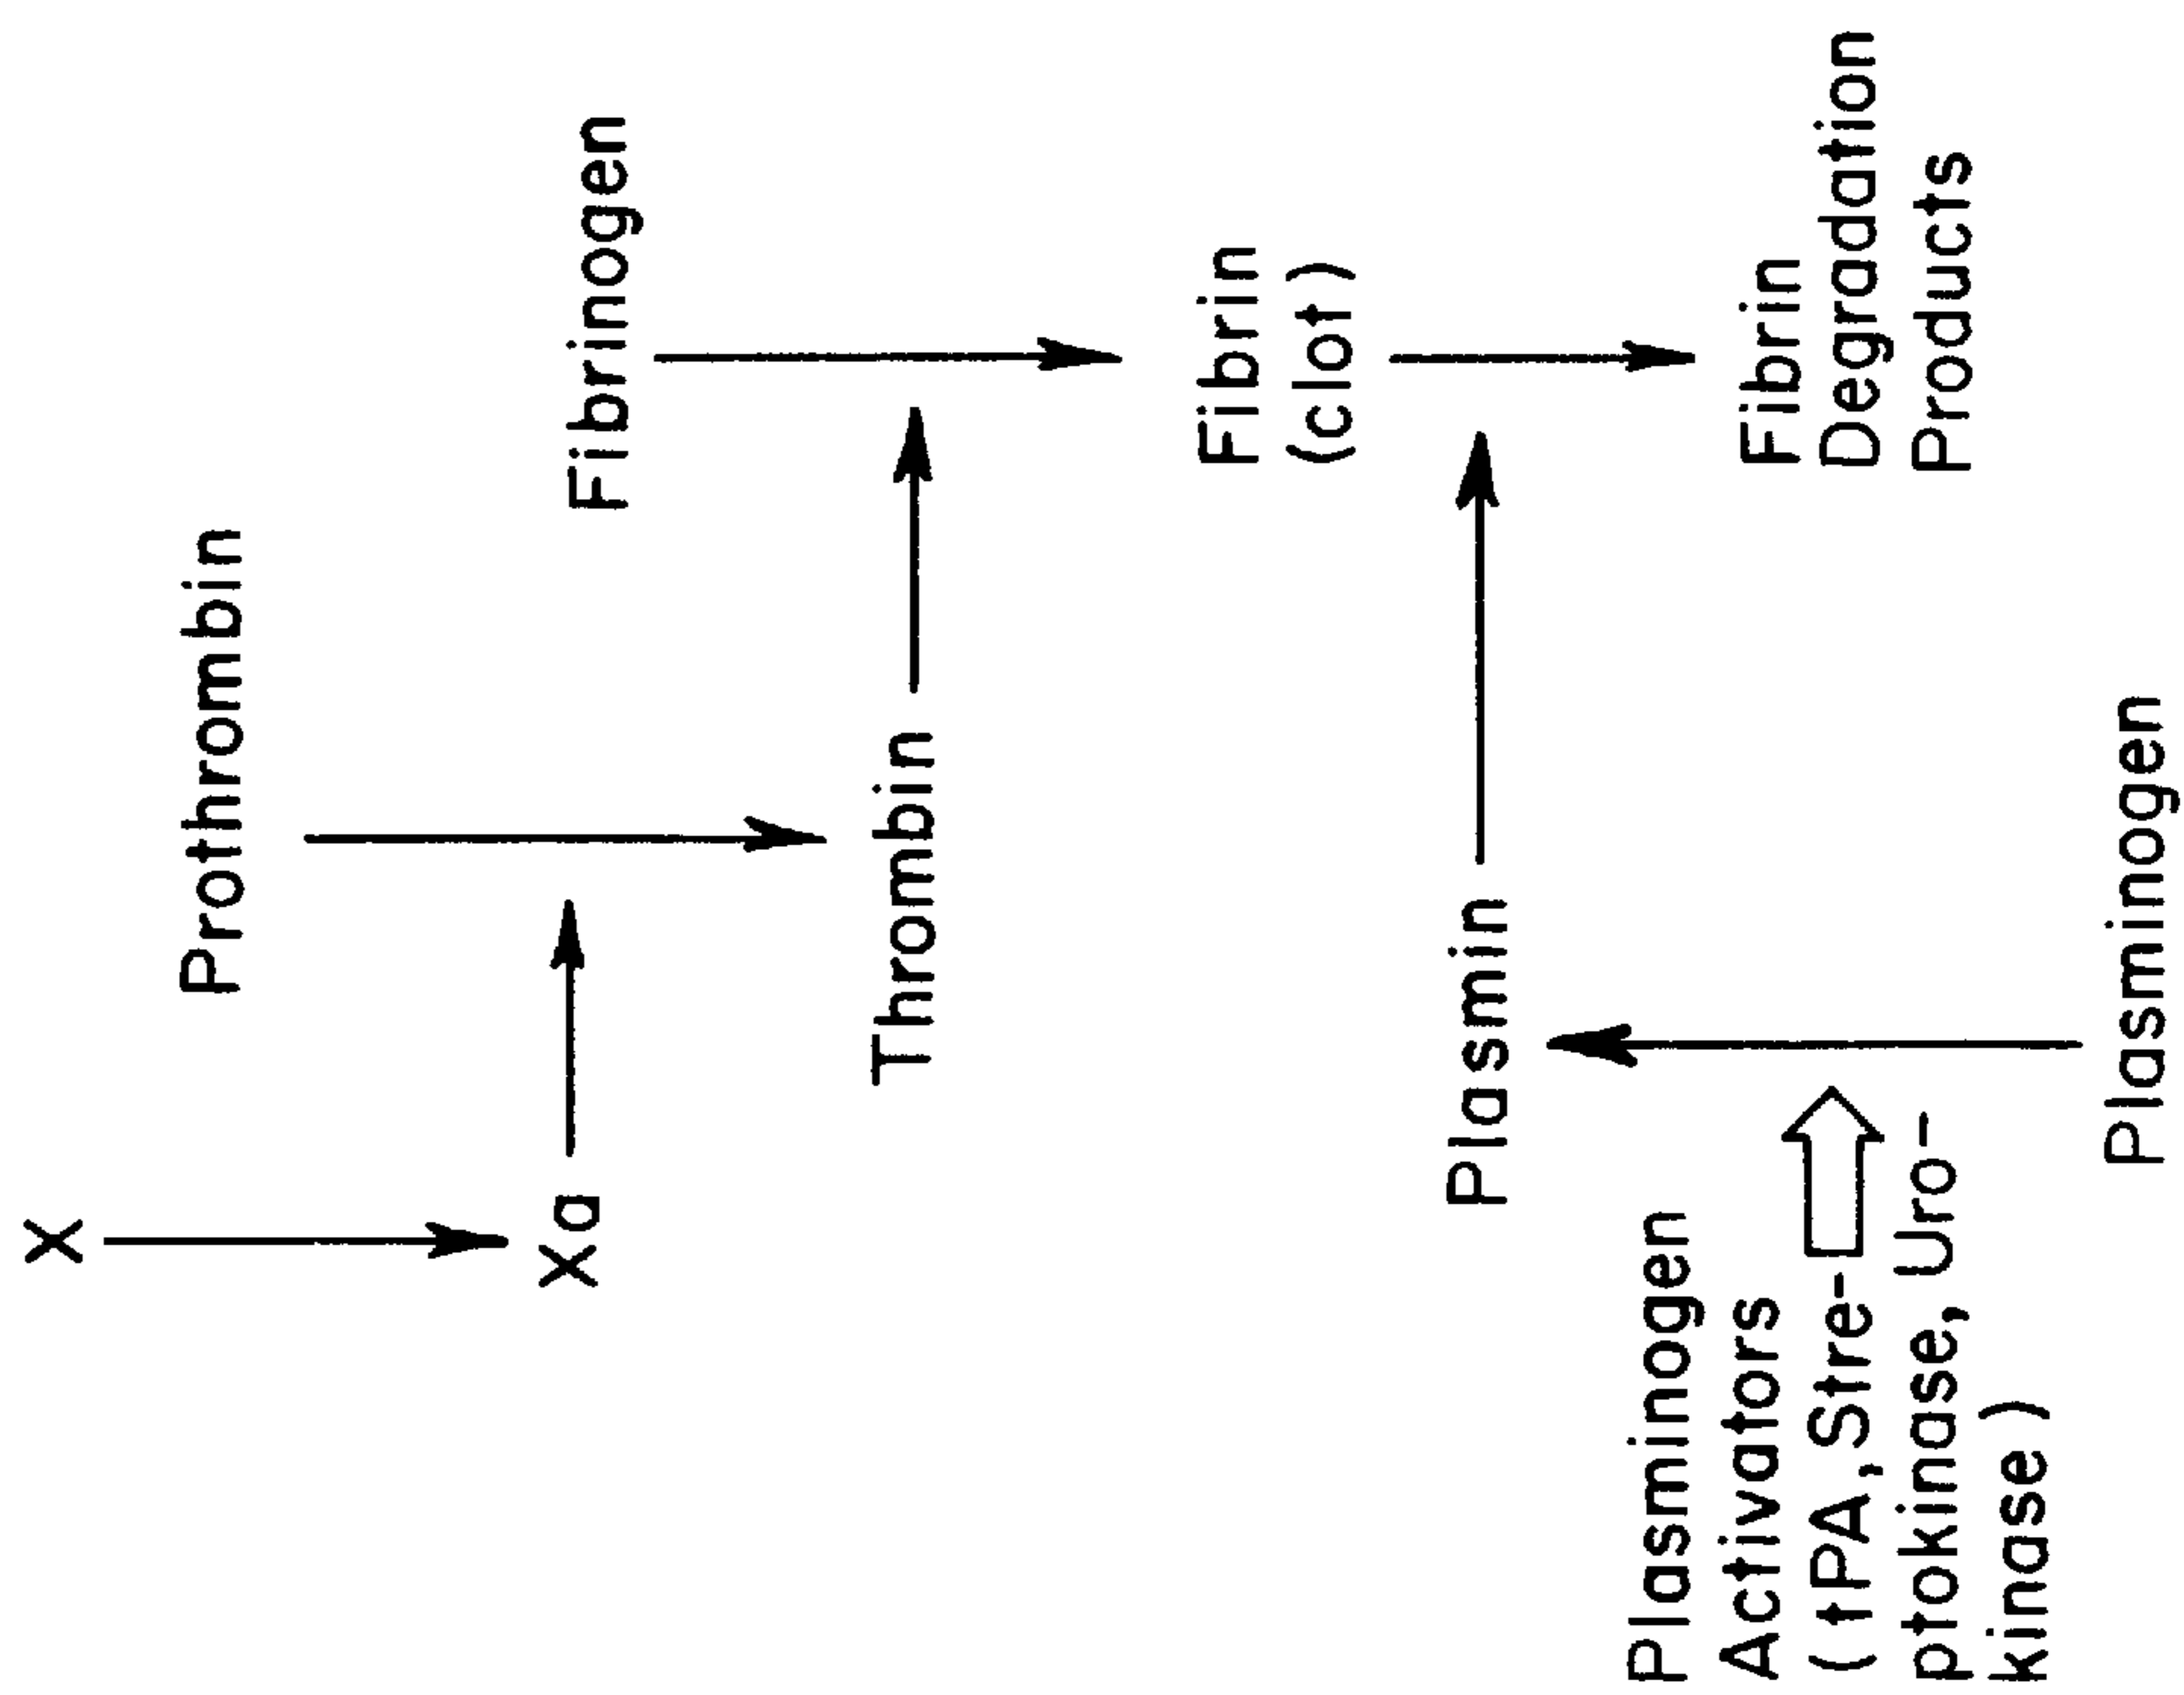 X
Prothrombin
Xa
Fibrinogen
Thrombin
Fibrin
(clot)
Plasmin
Plasminogen
Activators
(tPA, Stre-
ptokinase, Uro-
kinase)
Fibrin
Degradation
Products
Plasminogen